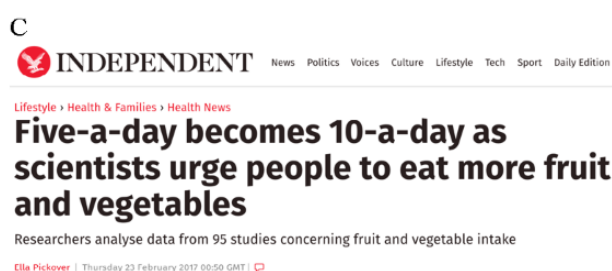 C
INDEPENDENT News Politics Voices Culture Lifestyle Tech Sport Daily Edition
Lifestyle › Health & Families › Health News
Five-a-day becomes 10-a-day as
scientists urge people to eat more fruit
and vegetables
Researchers analyse data from 95 studies concerning fruit and vegetable intake
Ella Pickover | Thursday 23 February 2017 00:50 GMT |